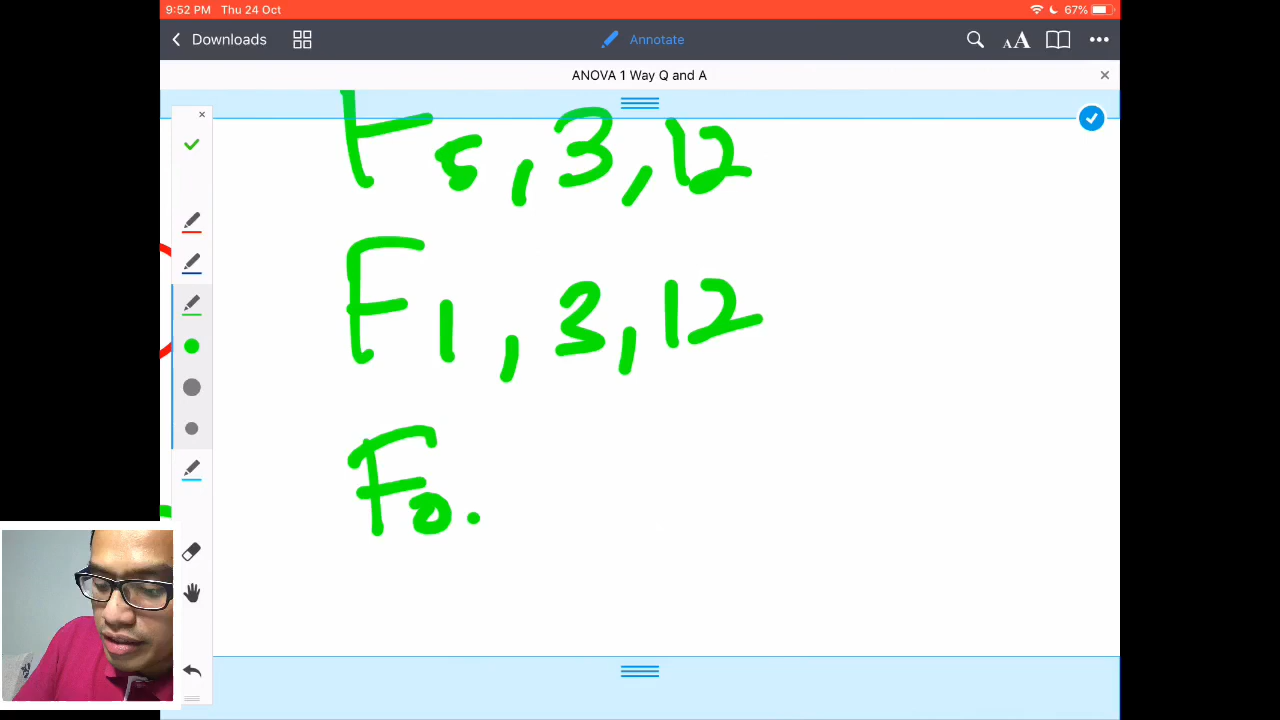 9:52 PM Thu 24 Oct 67%
Downloads Annotate AA
ANOVA 1 Way Q and A
F5, 3, 12
F1, 3, 12
F0.